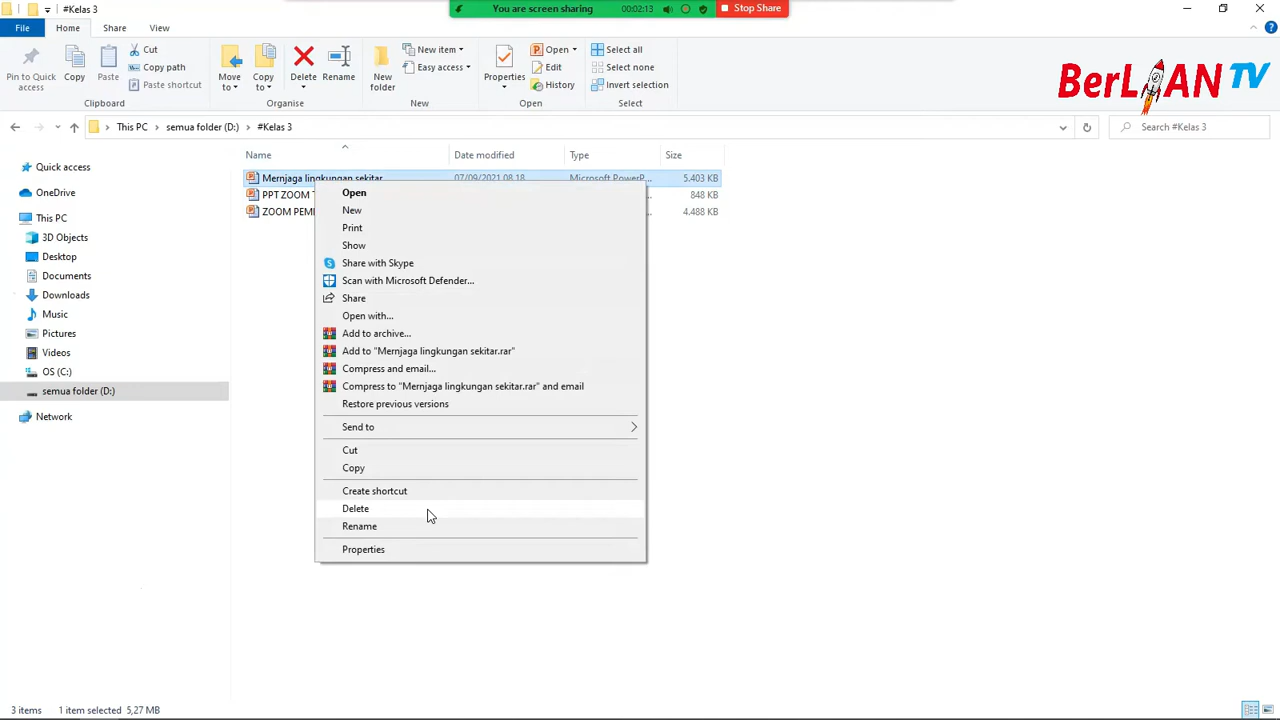 #Kelas 3
You are screen sharing
00:02:13
Stop Share
File
Home
Share
View
Pin to Quick access
Copy
Paste
Cut
Copy path
Paste shortcut
Clipboard
Move to
Copy to
Delete
Rename
Organise
New folder
New item
Easy access
New
Properties
Open
Edit
History
Open
Select all
Select none
Invert selection
Select
BerLIAN TV
This PC
semua folder (D:)
#Kelas 3
Search #Kelas 3
Name
Date modified
Type
Size
Mernjaga lingkungan sekitar
07/09/2021 08.18
Microsoft PowerP...
5.403 KB
PPT ZOOM
848 KB
ZOOM
4.488 KB
Quick access
OneDrive
This PC
3D Objects
Desktop
Documents
Downloads
Music
Pictures
Videos
OS (C:)
semua folder (D:)
Network
Open
New
Print
Show
Share with Skype
Scan with Microsoft Defender...
Share
Open with...
Add to archive...
Add to "Mernjaga lingkungan sekitar.rar"
Compress and email...
Compress to "Mernjaga lingkungan sekitar.rar" and email
Restore previous versions
Send to
Cut
Copy
Create shortcut
Delete
Rename
Properties
3 items
1 item selected 5,27 MB